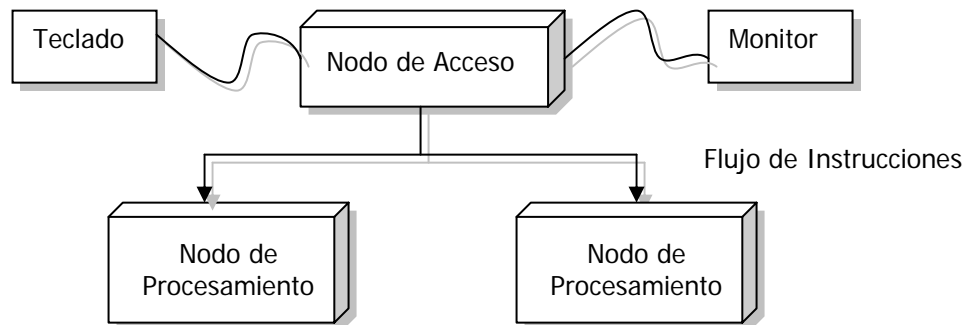 Teclado
Nodo de Acceso
Monitor
Flujo de Instrucciones
Nodo de
Procesamiento
Nodo de
Procesamiento